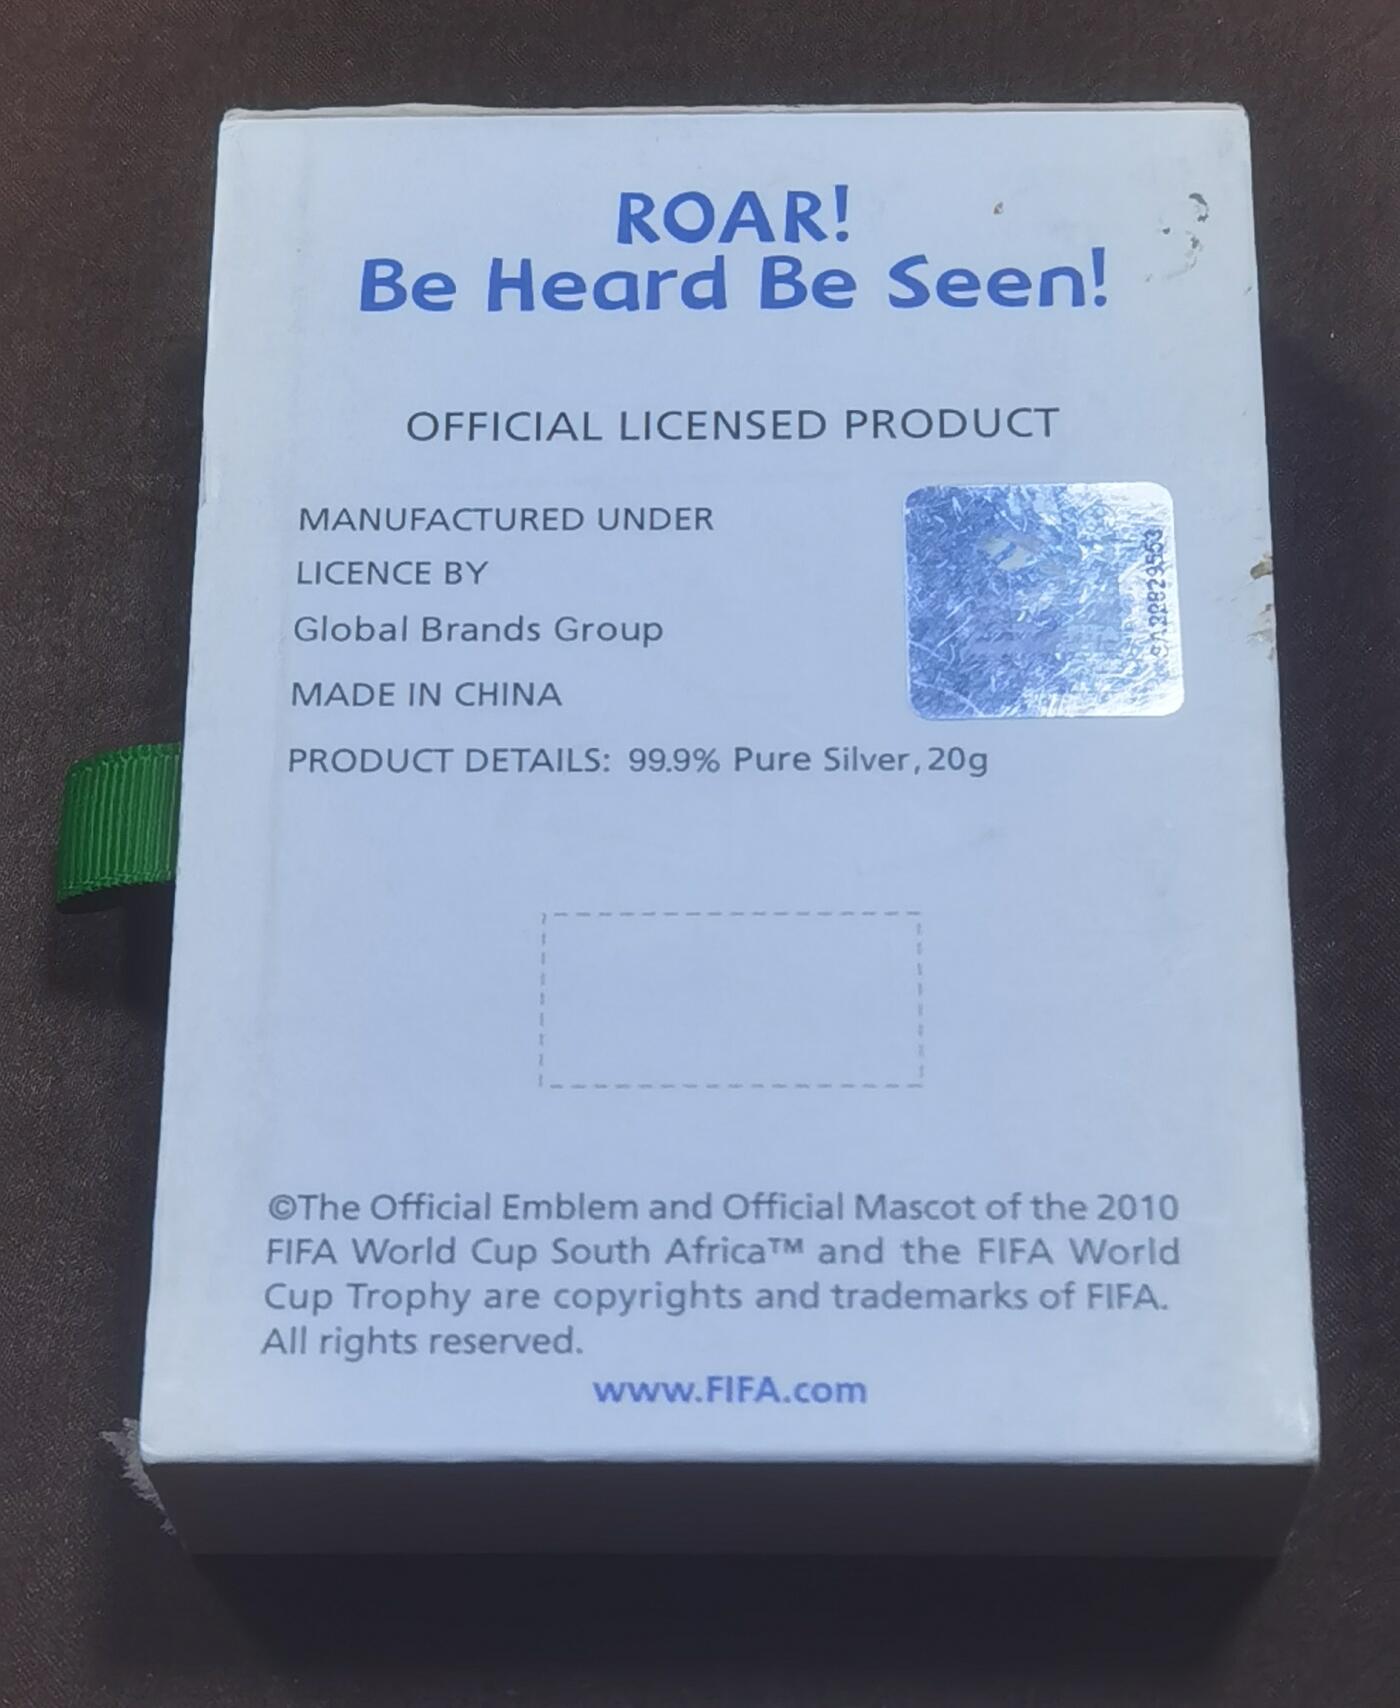 ROAR!
Be Heard Be Seen!
OFFICIAL LICENSED PRODUCT
MANUFACTURED UNDER
LICENCE BY
Global Brands Group
MADE IN CHINA
PRODUCT DETAILS: 99.9% Pure Silver, 20g
©The Official Emblem and Official Mascot of the 2010
FIFA World Cup South Africa™ and the FIFA World
Cup Trophy are copyrights and trademarks of FIFA.
All rights reserved.
www.FIFA.com